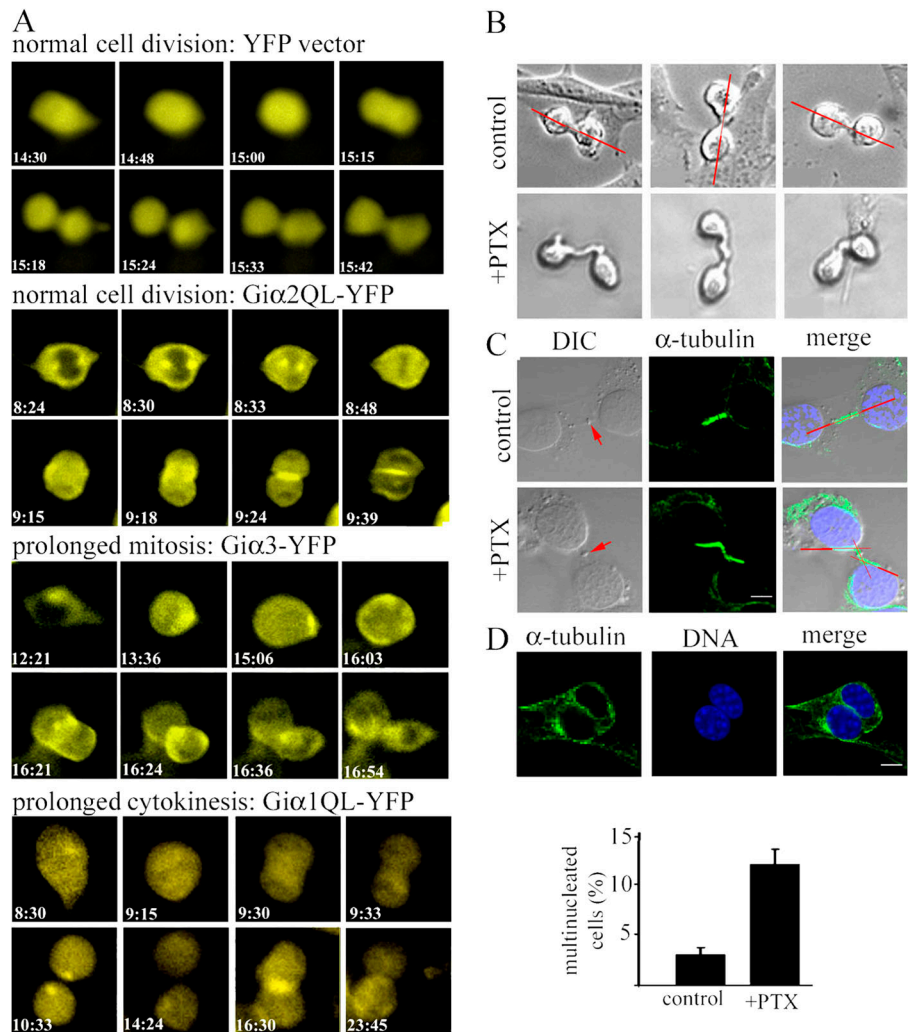 A
normal cell division: YFP vector
14:30 14:48 15:00 15:15
15:18 15:24 15:33 15:42
normal cell division: Giα2QL-YFP
8:24 8:30 8:33 8:48
9:15 9:18 9:24 9:39
prolonged mitosis: Giα3-YFP
12:21 13:36 15:06 16:03
16:21 16:24 16:36 16:54
prolonged cytokinesis: Giα1QL-YFP
8:30 9:15 9:30 9:33
10:33 14:24 16:30 23:45
B
control
+PTX
C
DIC α-tubulin merge
control
+PTX
D
α-tubulin DNA merge
multinucleated
cells (%)
15
10
5
control +PTX